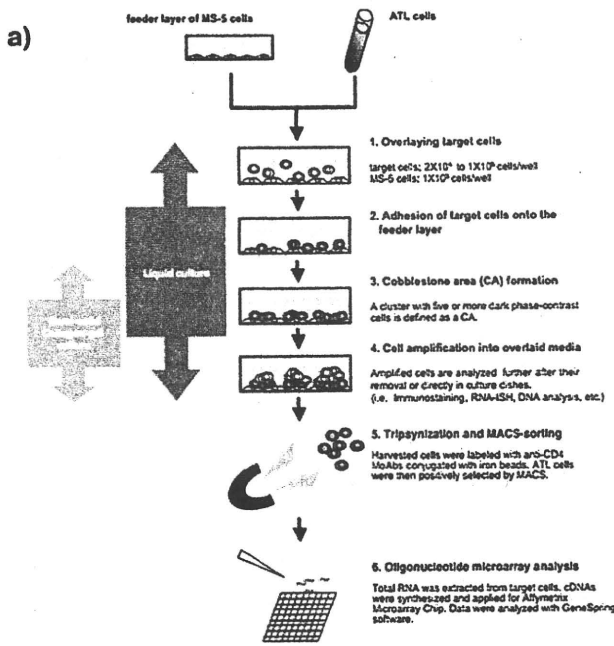 a)
feeder layer of MS-5 cells
ATL cells
1. Overlaying target cells
target cells; 2X10⁴ to 1X10⁵ cells/well
MS-5 cells; 1X10⁵ cells/well
2. Adhesion of target cells onto the
feeder layer
Liquid culture
3. Cobblestone area (CA) formation
A cluster with five or more dark phase-contrast
cells is defined as a CA.
4. Cell amplification into overlaid media
Amplified cells are analyzed further after their
removal or directly in culture dishes.
(i.e. Immunostaining, RNA-ISH, DNA analysis, etc.)
5. Tripsynization and MACS-sorting
Harvested cells were labeled with anti-CD4
MoAbs conjugated with iron beads. ATL cells
were then positively selected by MACS.
6. Oligonucleotide microarray analysis
Total RNA was extracted from target cells. cDNAs
were synthesized and applied for Affymetrix
Microarray Chip. Data were analyzed with GeneSpring
software.